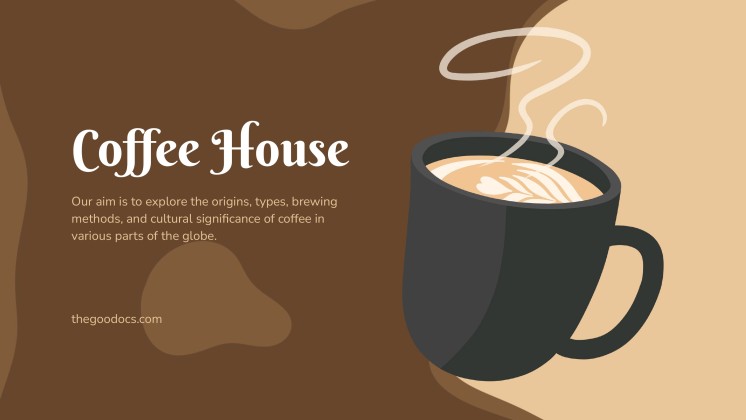 Coffee House
Our aim is to explore the origins, types, brewing
methods, and cultural significance of coffee in
various parts of the globe.
thegoodocs.com